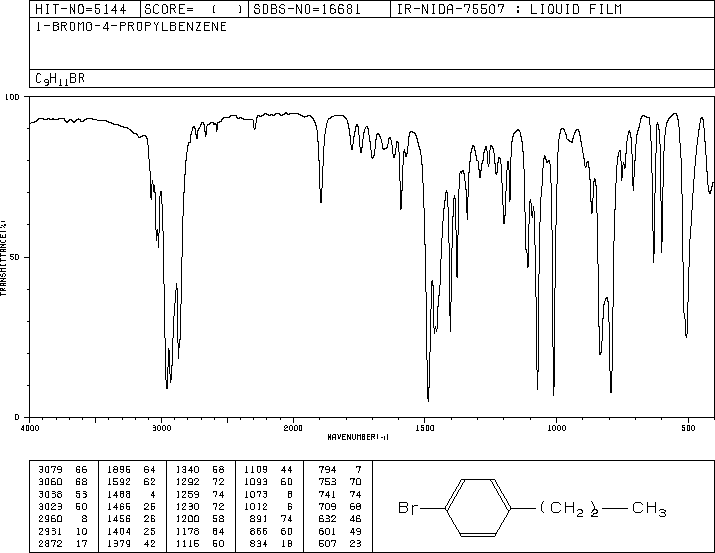 HIT-NO=5144 SCORE= ( ) SDBS-NO=16681 IR-NIDA-75507 : LIQUID FILM
1-BROMO-4-PROPYLBENZENE
C9H11BR
100
50
0
TRANSMITTANCE(%)
4000 3000 2000 1500 1000 500
WAVENUMBER(-1)
3079 66 1896 64 1340 58 1109 44 794 7
3060 68 1592 62 1292 72 1093 60 753 70
3038 53 1488 4 1259 74 1073 8 741 74
3023 50 1466 26 1230 72 1012 6 709 68
2960 8 1456 26 1200 58 891 74 632 46
2931 10 1404 25 1178 64 866 60 601 49
2872 17 1379 42 1116 50 834 18 507 23
Br (CH2)2 CH3